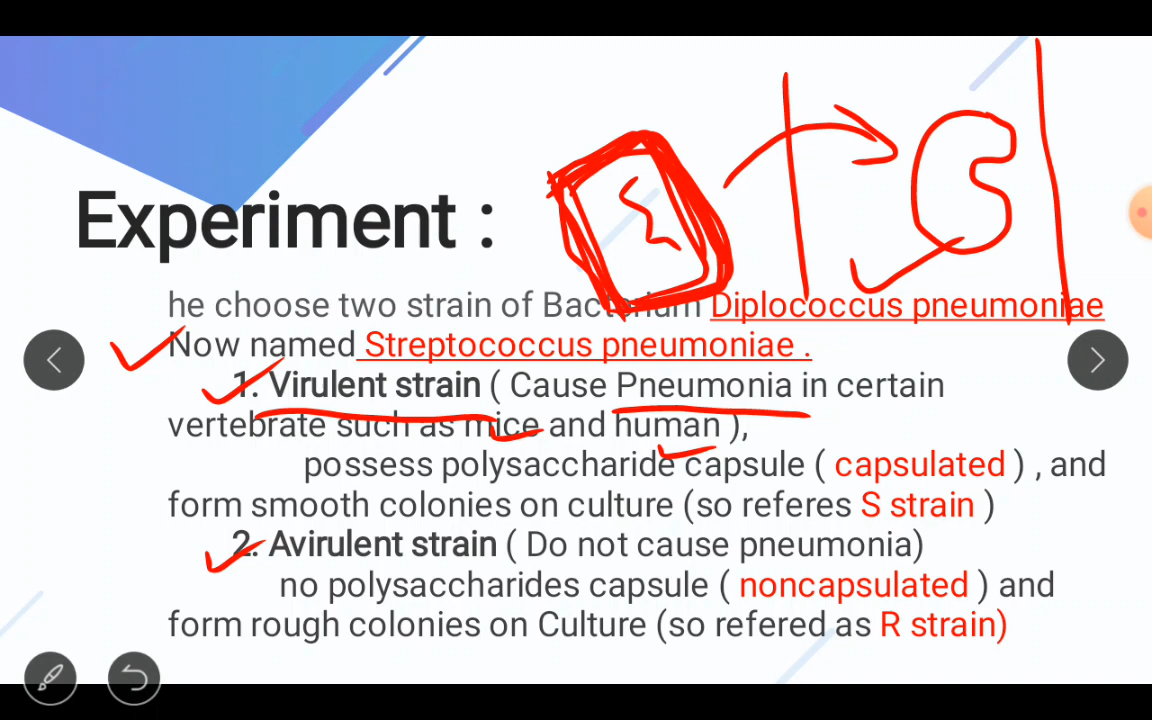 Experiment :
he choose two strain of Bacterium Diplococcus pneumoniae
Now named Streptococcus pneumoniae .
1. Virulent strain ( Cause Pneumonia in certain
vertebrate such as mice and human ),
possess polysaccharide capsule ( capsulated ) , and
form smooth colonies on culture (so referes S strain )
2. Avirulent strain ( Do not cause pneumonia)
no polysaccharides capsule ( noncapsulated ) and
form rough colonies on Culture (so refered as R strain)